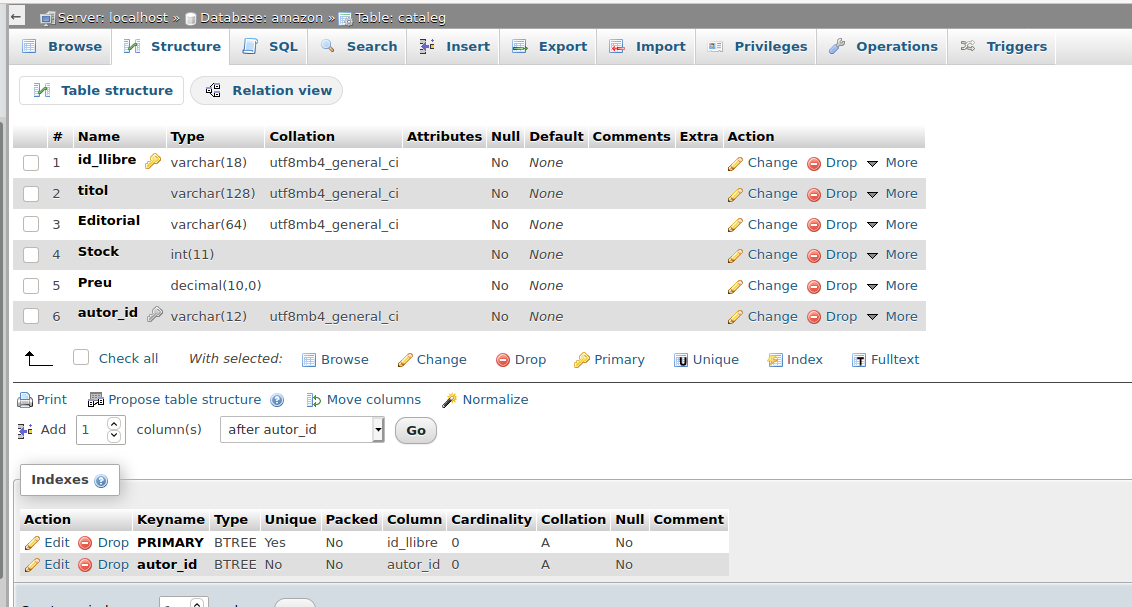 Server: localhost » Database: amazon » Table: cataleg
Browse Structure SQL Search Insert Export Import Privileges Operations Triggers
Table structure Relation view
# Name Type Collation Attributes Null Default Comments Extra Action
1 id_llibre varchar(18) utf8mb4_general_ci No None Change Drop More
2 titol varchar(128) utf8mb4_general_ci No None Change Drop More
3 Editorial varchar(64) utf8mb4_general_ci No None Change Drop More
4 Stock int(11) No None Change Drop More
5 Preu decimal(10,0) No None Change Drop More
6 autor_id varchar(12) utf8mb4_general_ci No None Change Drop More
Check all With selected: Browse Change Drop Primary Unique Index Fulltext
Print Propose table structure Move columns Normalize
Add 1 column(s) after autor_id Go
Indexes
Action Keyname Type Unique Packed Column Cardinality Collation Null Comment
Edit Drop PRIMARY BTREE Yes No id_llibre 0 A No
Edit Drop autor_id BTREE No No autor_id 0 A No